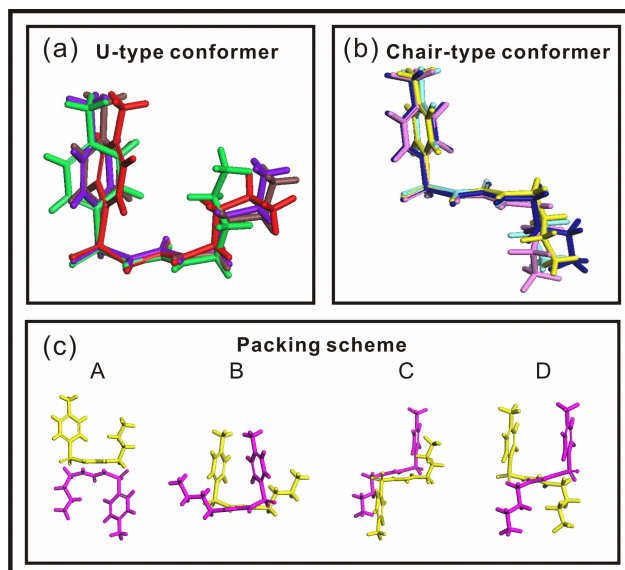 (a) U-type conformer
(b) Chair-type conformer
(c) Packing scheme
A B C D